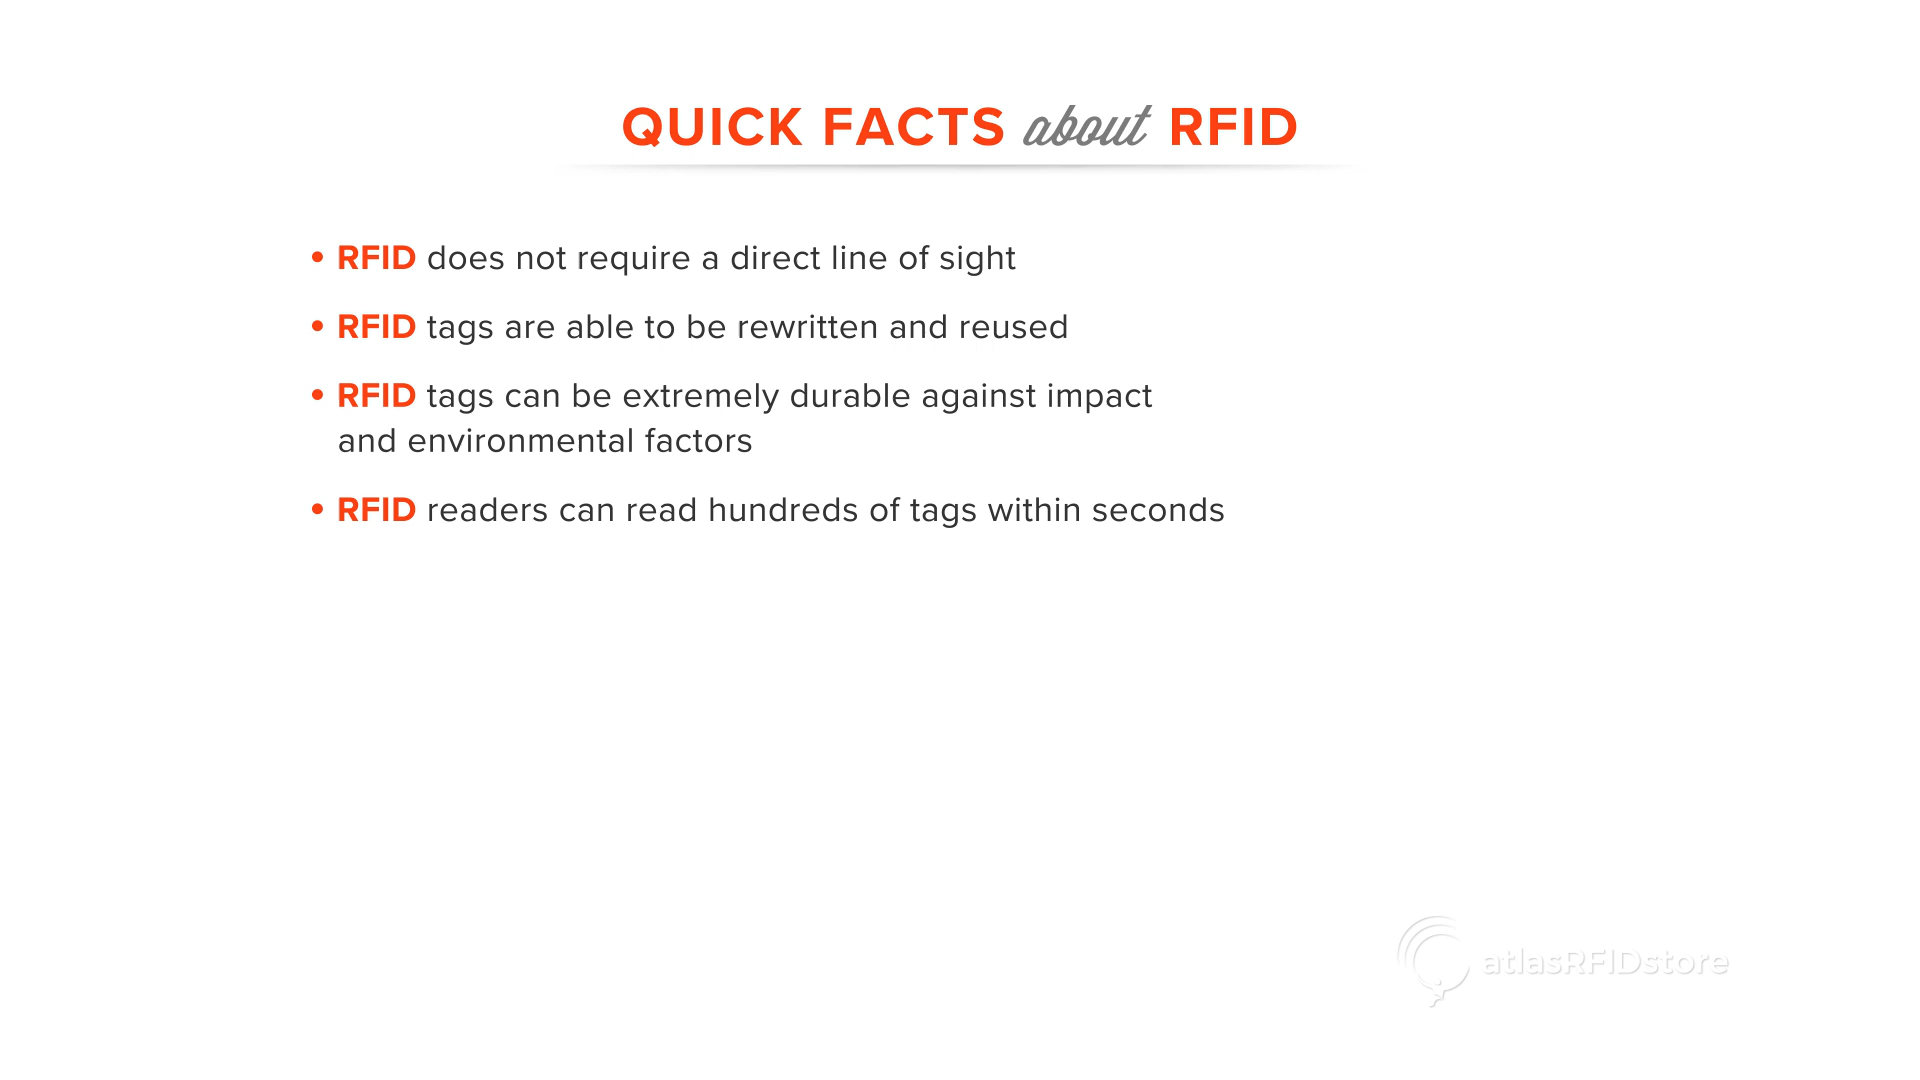 QUICK FACTS about RFID
• RFID does not require a direct line of sight
• RFID tags are able to be rewritten and reused
• RFID tags can be extremely durable against impact
and environmental factors
• RFID readers can read hundreds of tags within seconds
atlasRFIDstore